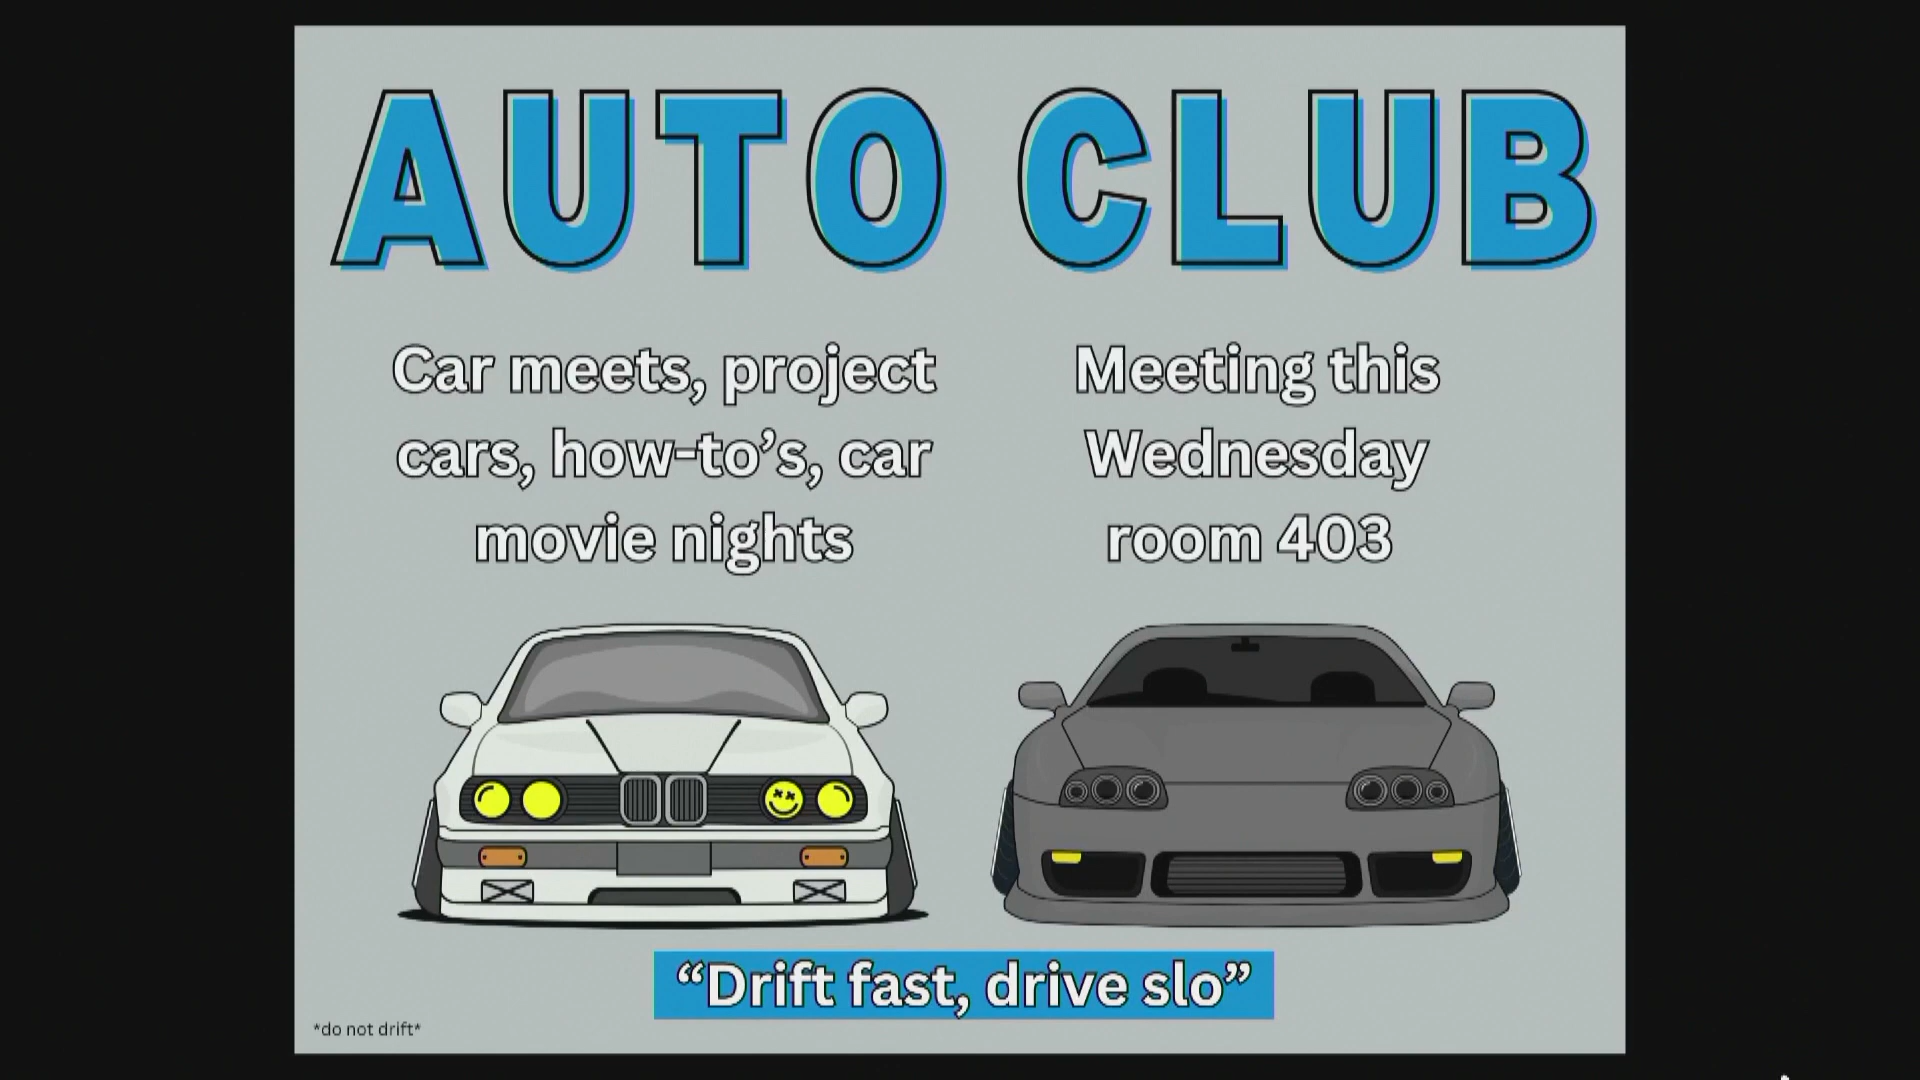 AUTO CLUB
Car meets, project
cars, how-to’s, car
movie nights
Meeting this
Wednesday
room 403
“Drift fast, drive slo”
*do not drift*